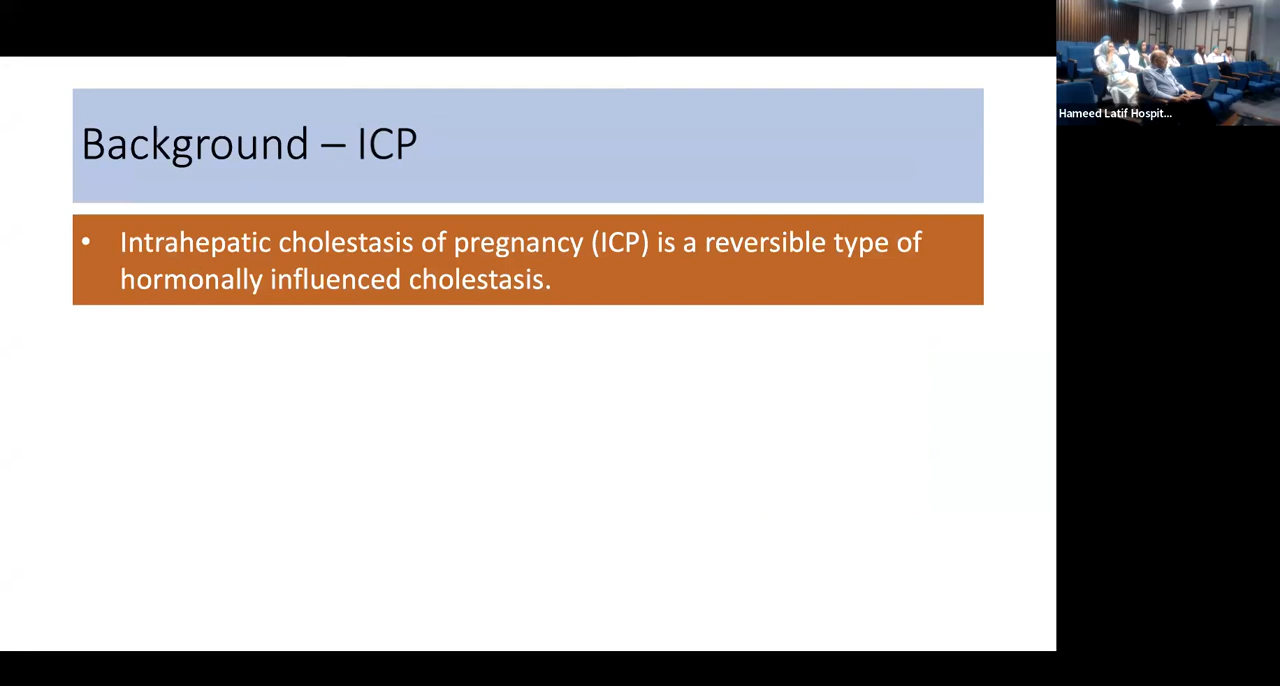 Background – ICP
• Intrahepatic cholestasis of pregnancy (ICP) is a reversible type of
hormonally influenced cholestasis.
Hameed Latif Hospit...